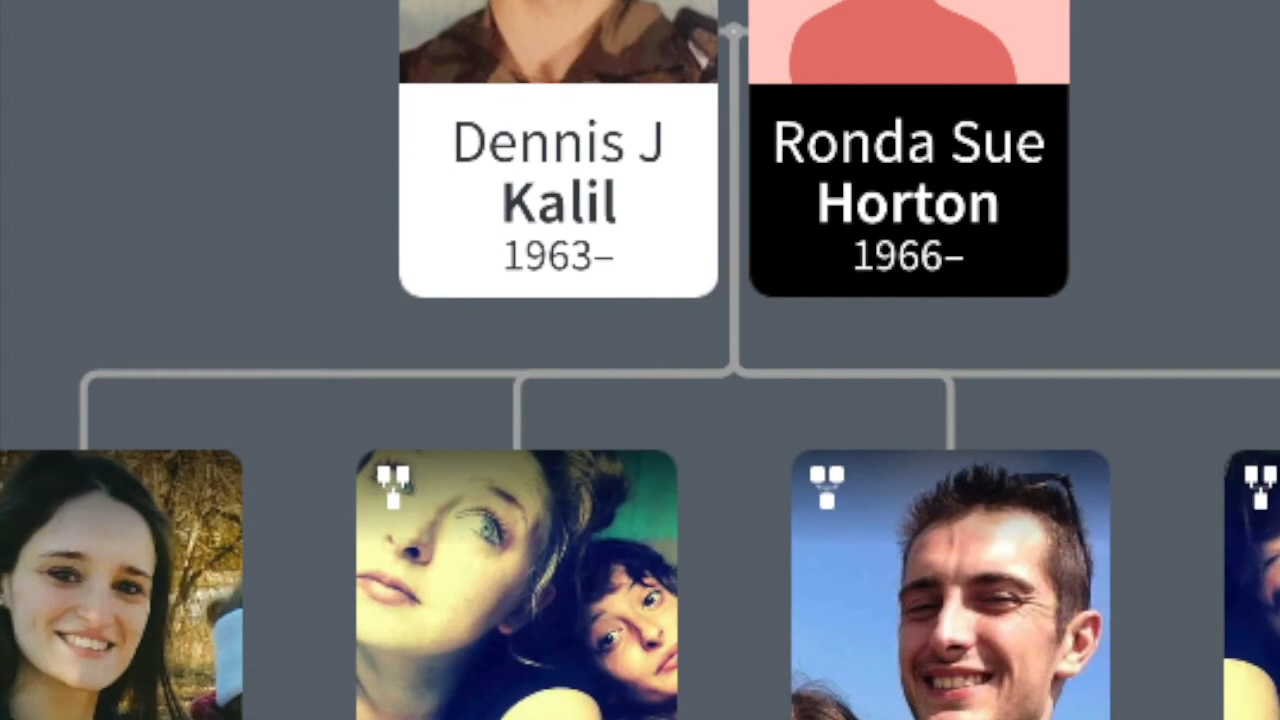 Dennis J
Kalil
1963–
Ronda Sue
Horton
1966–